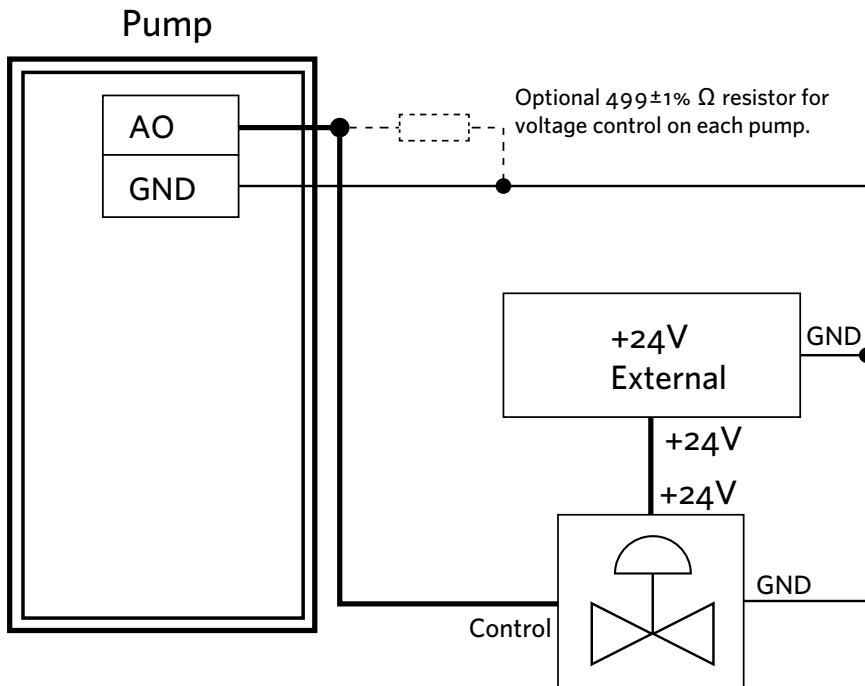 Pump
AO
GND
Optional 499±1% Ω resistor for
voltage control on each pump.
+24V
External
GND
+24V
+24V
GND
Control